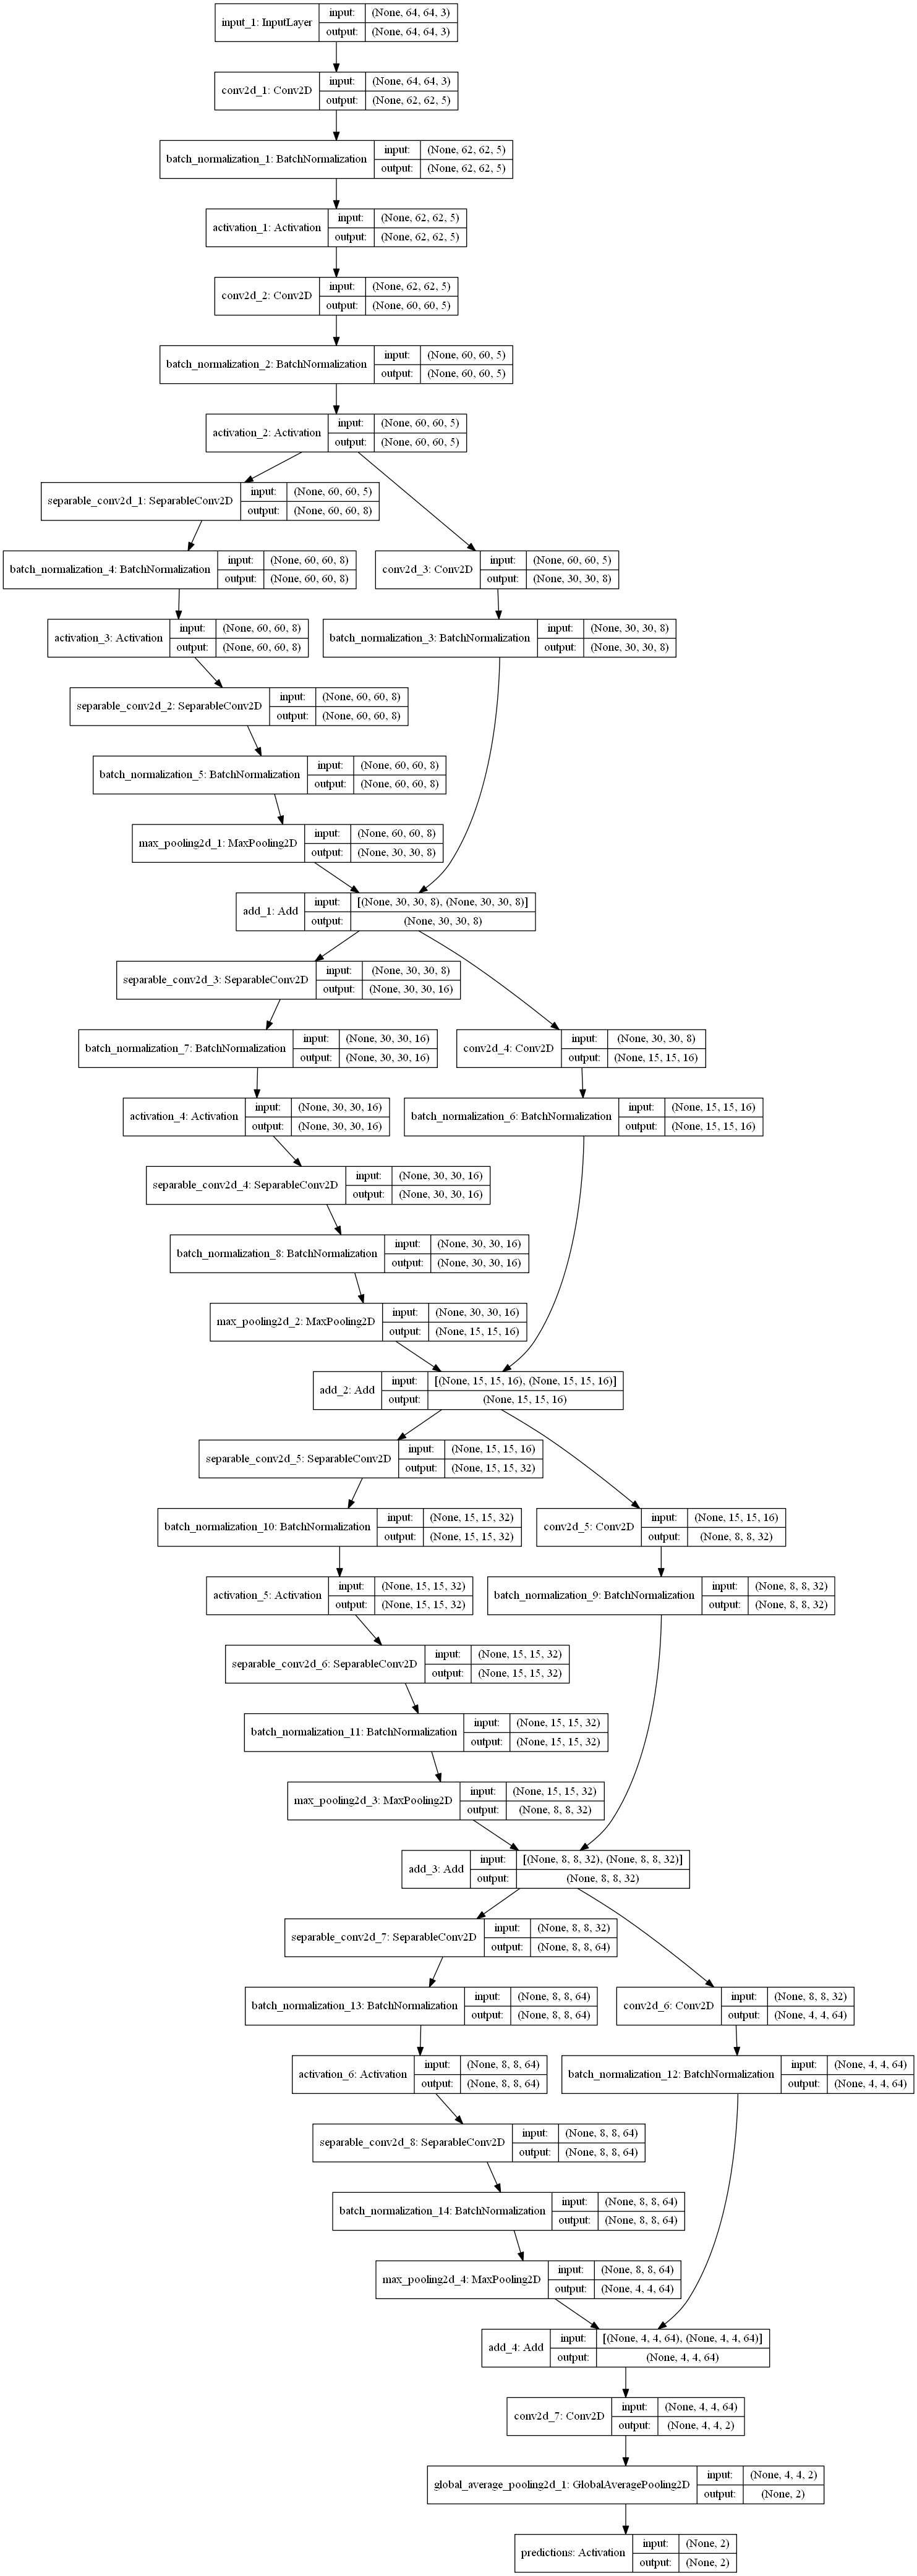 input_1: InputLayer
input: (None, 64, 64, 3)
output: (None, 64, 64, 3)
conv2d_1: Conv2D
input: (None, 64, 64, 3)
output: (None, 62, 62, 5)
batch_normalization_1: BatchNormalization
input: (None, 62, 62, 5)
output: (None, 62, 62, 5)
activation_1: Activation
input: (None, 62, 62, 5)
output: (None, 62, 62, 5)
conv2d_2: Conv2D
input: (None, 62, 62, 5)
output: (None, 60, 60, 5)
batch_normalization_2: BatchNormalization
input: (None, 60, 60, 5)
output: (None, 60, 60, 5)
activation_2: Activation
input: (None, 60, 60, 5)
output: (None, 60, 60, 5)
separable_conv2d_1: SeparableConv2D
input: (None, 60, 60, 5)
output: (None, 60, 60, 8)
batch_normalization_4: BatchNormalization
input: (None, 60, 60, 8)
output: (None, 60, 60, 8)
conv2d_3: Conv2D
input: (None, 60, 60, 5)
output: (None, 30, 30, 8)
activation_3: Activation
input: (None, 60, 60, 8)
output: (None, 60, 60, 8)
batch_normalization_3: BatchNormalization
input: (None, 30, 30, 8)
output: (None, 30, 30, 8)
separable_conv2d_2: SeparableConv2D
input: (None, 60, 60, 8)
output: (None, 60, 60, 8)
batch_normalization_5: BatchNormalization
input: (None, 60, 60, 8)
output: (None, 60, 60, 8)
max_pooling2d_1: MaxPooling2D
input: (None, 60, 60, 8)
output: (None, 30, 30, 8)
add_1: Add
input: [(None, 30, 30, 8), (None, 30, 30, 8)]
output: (None, 30, 30, 8)
separable_conv2d_3: SeparableConv2D
input: (None, 30, 30, 8)
output: (None, 30, 30, 16)
batch_normalization_7: BatchNormalization
input: (None, 30, 30, 16)
output: (None, 30, 30, 16)
conv2d_4: Conv2D
input: (None, 30, 30, 8)
output: (None, 15, 15, 16)
activation_4: Activation
input: (None, 30, 30, 16)
output: (None, 30, 30, 16)
batch_normalization_6: BatchNormalization
input: (None, 15, 15, 16)
output: (None, 15, 15, 16)
separable_conv2d_4: SeparableConv2D
input: (None, 30, 30, 16)
output: (None, 30, 30, 16)
batch_normalization_8: BatchNormalization
input: (None, 30, 30, 16)
output: (None, 30, 30, 16)
max_pooling2d_2: MaxPooling2D
input: (None, 30, 30, 16)
output: (None, 15, 15, 16)
add_2: Add
input: [(None, 15, 15, 16), (None, 15, 15, 16)]
output: (None, 15, 15, 16)
separable_conv2d_5: SeparableConv2D
input: (None, 15, 15, 16)
output: (None, 15, 15, 32)
batch_normalization_10: BatchNormalization
input: (None, 15, 15, 32)
output: (None, 15, 15, 32)
conv2d_5: Conv2D
input: (None, 15, 15, 16)
output: (None, 8, 8, 32)
activation_5: Activation
input: (None, 15, 15, 32)
output: (None, 15, 15, 32)
batch_normalization_9: BatchNormalization
input: (None, 8, 8, 32)
output: (None, 8, 8, 32)
separable_conv2d_6: SeparableConv2D
input: (None, 15, 15, 32)
output: (None, 15, 15, 32)
batch_normalization_11: BatchNormalization
input: (None, 15, 15, 32)
output: (None, 15, 15, 32)
max_pooling2d_3: MaxPooling2D
input: (None, 15, 15, 32)
output: (None, 8, 8, 32)
add_3: Add
input: [(None, 8, 8, 32), (None, 8, 8, 32)]
output: (None, 8, 8, 32)
separable_conv2d_7: SeparableConv2D
input: (None, 8, 8, 32)
output: (None, 8, 8, 64)
batch_normalization_13: BatchNormalization
input: (None, 8, 8, 64)
output: (None, 8, 8, 64)
conv2d_6: Conv2D
input: (None, 8, 8, 32)
output: (None, 4, 4, 64)
activation_6: Activation
input: (None, 8, 8, 64)
output: (None, 8, 8, 64)
batch_normalization_12: BatchNormalization
input: (None, 4, 4, 64)
output: (None, 4, 4, 64)
separable_conv2d_8: SeparableConv2D
input: (None, 8, 8, 64)
output: (None, 8, 8, 64)
batch_normalization_14: BatchNormalization
input: (None, 8, 8, 64)
output: (None, 8, 8, 64)
max_pooling2d_4: MaxPooling2D
input: (None, 8, 8, 64)
output: (None, 4, 4, 64)
add_4: Add
input: [(None, 4, 4, 64), (None, 4, 4, 64)]
output: (None, 4, 4, 64)
conv2d_7: Conv2D
input: (None, 4, 4, 64)
output: (None, 4, 4, 2)
global_average_pooling2d_1: GlobalAveragePooling2D
input: (None, 4, 4, 2)
output: (None, 2)
predictions: Activation
input: (None, 2)
output: (None, 2)